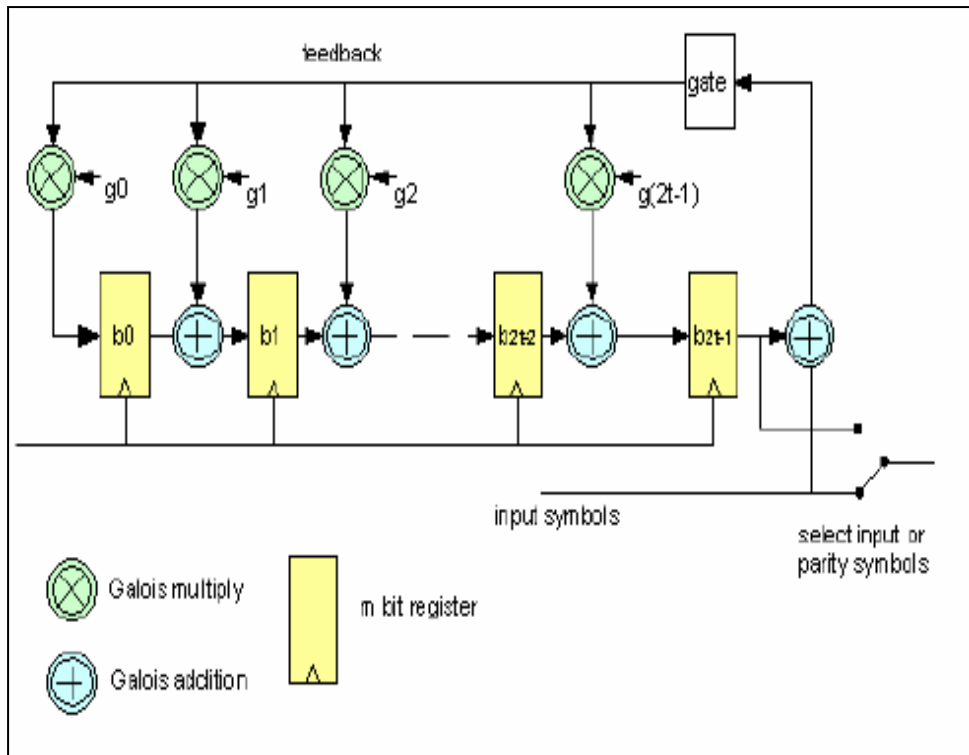 feedback
gate
g0
g1
g2
g(2t-1)
b0
b1
b2t-2
b2t-1
input symbols
select input or
parity symbols
Galois multiply
m bit register
Galois addition